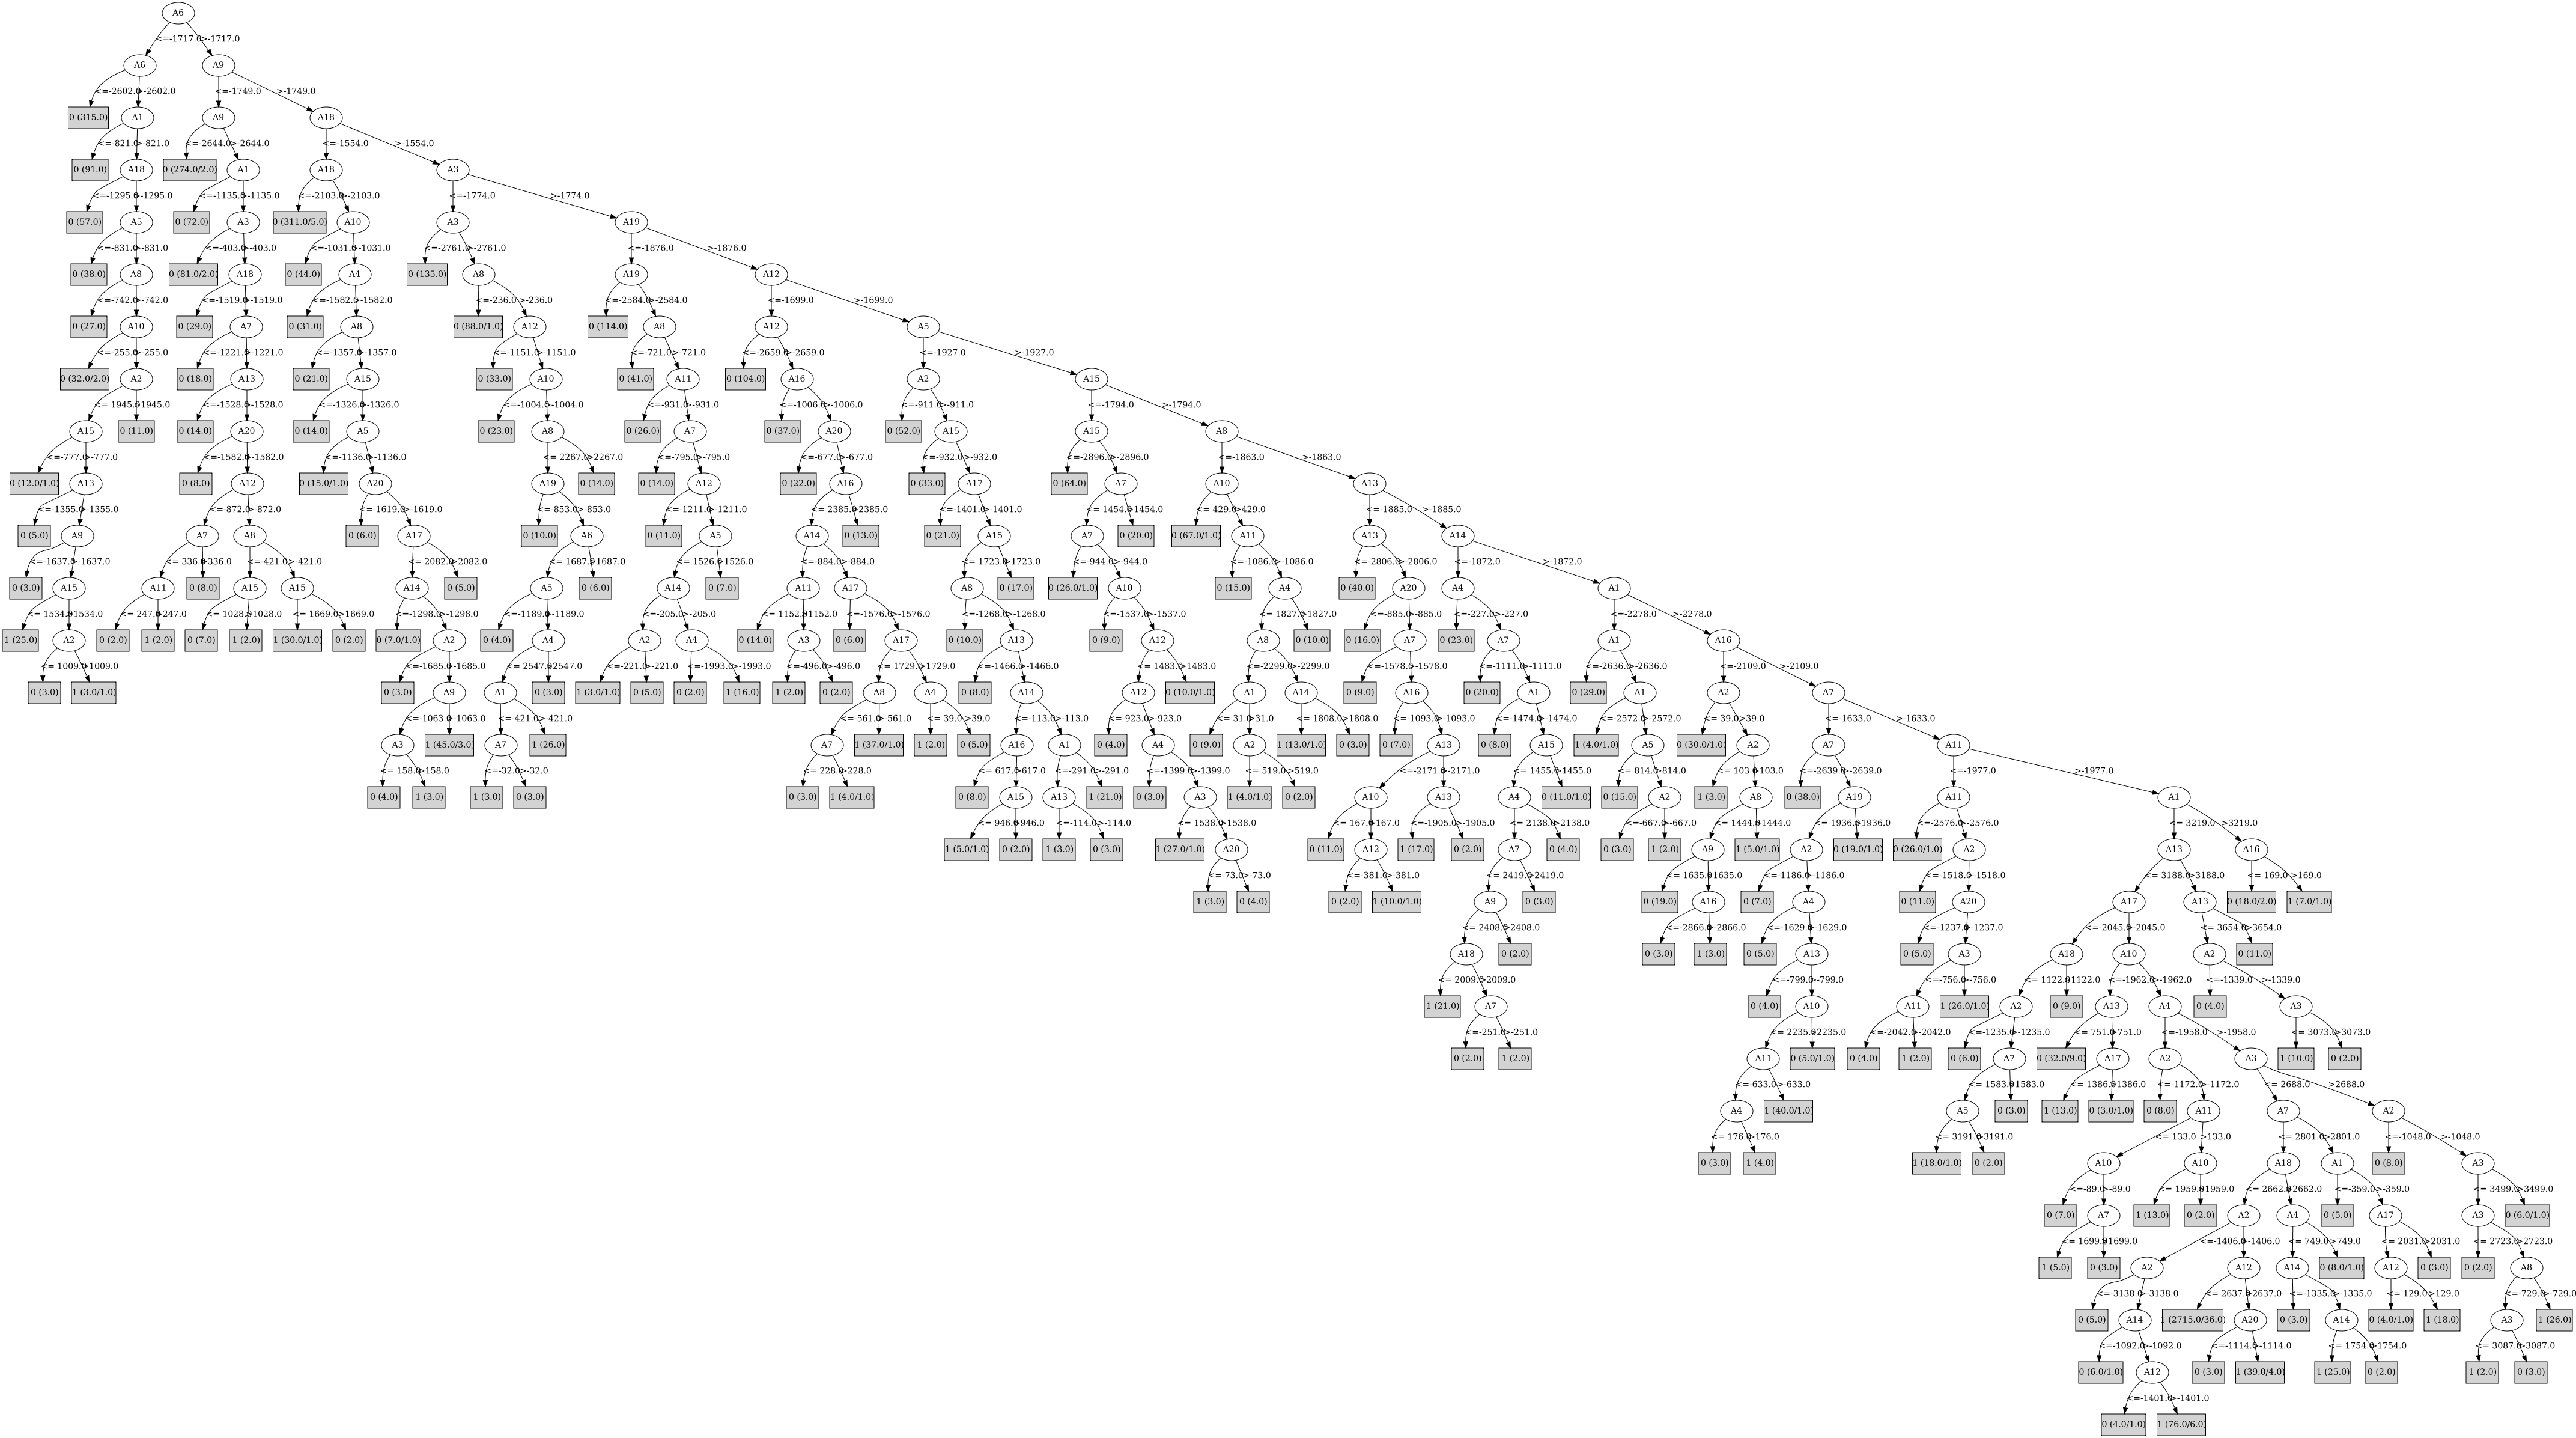 A6
<=-1717.0 >-1717.0
A6 A9
<=-2602.0 >-2602.0 <=-1749.0 >-1749.0
0 (315.0) A1 A9 A18
<=-821.0 >-821.0 <=-2644.0 >-2644.0 <=-1554.0 >-1554.0
0 (91.0) A18 0 (274.0/2.0) A1 A18 A3
<=-1295.0 >-1295.0 <=-1135.0 >-1135.0 <=-2103.0 >-2103.0 <=-1774.0 >-1774.0
0 (57.0) A5 0 (72.0) A3 0 (311.0/5.0) A10 A3 A19
<=-831.0 >-831.0 <=-403.0 >-403.0 <=-1031.0 >-1031.0 <=-2761.0 >-2761.0 <=-1876.0 >-1876.0
0 (38.0) A8 0 (81.0/2.0) A18 0 (44.0) A4 0 (135.0) A8 A19 A12
<=-742.0 >-742.0 <=-1519.0 >-1519.0 <=-1582.0 >-1582.0 <=-236.0 >-236.0 <=-2584.0 >-2584.0 <=-1699.0 >-1699.0
0 (27.0) A10 0 (29.0) A7 0 (31.0) A8 0 (88.0/1.0) A12 0 (114.0) A8 A12 A5
<=-255.0 >-255.0 <=-1221.0 >-1221.0 <=-1357.0 >-1357.0 <=-1151.0 >-1151.0 <=-721.0 >-721.0 <=-2659.0 >-2659.0 <=-1927.0 >-1927.0
0 (32.0/2.0) A2 0 (18.0) A13 0 (21.0) A15 0 (33.0) A10 0 (41.0) A11 0 (104.0) A16 A2 A15
<= 1945.0 >1945.0 <=-1528.0 >-1528.0 <=-1326.0 >-1326.0 <=-1004.0 >-1004.0 <=-931.0 >-931.0 <=-1006.0 >-1006.0 <=-911.0 >-911.0 <=-1794.0 >-1794.0
A15 0 (11.0) 0 (14.0) A20 0 (14.0) A5 0 (23.0) A8 0 (26.0) A7 0 (37.0) A20 0 (52.0) A15 A15 A8
<=-777.0 >-777.0 <=-1582.0 >-1582.0 <=-1136.0 >-1136.0 <= 2267.0 >2267.0 <=-795.0 >-795.0 <=-677.0 >-677.0 <=-932.0 >-932.0 <=-2896.0 >-2896.0 <=-1863.0 >-1863.0
0 (12.0/1.0) A13 0 (8.0) A12 0 (15.0/1.0) A20 A19 0 (14.0) 0 (14.0) A12 0 (22.0) A16 0 (33.0) A17 0 (64.0) A7 A10 A13
<=-1355.0 >-1355.0 <=-872.0 >-872.0 <=-1619.0 >-1619.0 <=-853.0 >-853.0 <=-1211.0 >-1211.0 <= 2385.0 >2385.0 <=-1401.0 >-1401.0 <= 1454.0 >1454.0 <= 429.0 >429.0 <=-1885.0 >-1885.0
0 (5.0) A9 A7 A8 0 (6.0) A17 0 (10.0) A6 0 (11.0) A5 A14 0 (13.0) 0 (21.0) A15 A7 0 (20.0) 0 (67.0/1.0) A11 A13 A14
<=-1637.0 >-1637.0 <= 336.0 >336.0 <=-421.0 >-421.0 <= 2082.0 >2082.0 <= 1687.0 >1687.0 <= 1526.0 >1526.0 <=-884.0 >-884.0 <= 1723.0 >1723.0 <=-944.0 >-944.0 <=-1086.0 >-1086.0 <=-2806.0 >-2806.0 <=-1872.0 >-1872.0
0 (3.0) A15 A11 0 (8.0) A15 A15 A14 0 (5.0) A5 0 (6.0) A14 0 (7.0) A11 A17 A8 0 (17.0) 0 (26.0/1.0) A10 0 (15.0) A4 0 (40.0) A20 A4 A1
<= 1534.0 >1534.0 <= 247.0 >247.0 <= 1028.0 >1028.0 <= 1669.0 >1669.0 <=-1298.0 >-1298.0 <=-1189.0 >-1189.0 <=-205.0 >-205.0 <= 1152.0 >1152.0 <=-1576.0 >-1576.0 <=-1268.0 >-1268.0 <=-1537.0 >-1537.0 <= 1827.0 >1827.0 <=-885.0 >-885.0 <=-227.0 >-227.0 <=-2278.0 >-2278.0
1 (25.0) A2 0 (2.0) 1 (2.0) 0 (7.0) 1 (2.0) 1 (30.0/1.0) 0 (2.0) 0 (7.0/1.0) A2 0 (4.0) A4 A2 A4 0 (14.0) A3 0 (6.0) A17 0 (10.0) A13 0 (9.0) A12 A8 0 (10.0) 0 (16.0) A7 0 (23.0) A7 A1 A16
<= 1009.0 >1009.0 <=-1685.0 >-1685.0 <= 2547.0 >2547.0 <=-221.0 >-221.0 <=-1993.0 >-1993.0 <=-496.0 >-496.0 <= 1729.0 >1729.0 <=-1466.0 >-1466.0 <= 1483.0 >1483.0 <=-2299.0 >-2299.0 <=-1578.0 >-1578.0 <=-1111.0 >-1111.0 <=-2636.0 >-2636.0 <=-2109.0 >-2109.0
0 (3.0) 1 (3.0/1.0) 0 (3.0) A9 A1 0 (3.0) 1 (3.0/1.0) 0 (5.0) 0 (2.0) 1 (16.0) 1 (2.0) 0 (2.0) A8 A4 0 (8.0) A14 A12 0 (10.0/1.0) A1 A14 0 (9.0) A16 0 (20.0) A1 0 (29.0) A1 A2 A7
<=-1063.0 >-1063.0 <=-421.0 >-421.0 <=-561.0 >-561.0 <= 39.0 >39.0 <=-113.0 >-113.0 <=-923.0 >-923.0 <= 31.0 >31.0 <= 1808.0 >1808.0 <=-1093.0 >-1093.0 <=-1474.0 >-1474.0 <=-2572.0 >-2572.0 <= 39.0 >39.0 <=-1633.0 >-1633.0
A3 1 (45.0/3.0) A7 1 (26.0) A7 1 (37.0/1.0) 1 (2.0) 0 (5.0) A16 A1 0 (4.0) A4 0 (9.0) A2 1 (13.0/1.0) 0 (3.0) 0 (7.0) A13 0 (8.0) A15 1 (4.0/1.0) A5 0 (30.0/1.0) A2 A7 A11
<= 158.0 >158.0 <=-32.0 >-32.0 <= 228.0 >228.0 <= 617.0 >617.0 <=-291.0 >-291.0 <=-1399.0 >-1399.0 <= 519.0 >519.0 <=-2171.0 >-2171.0 <= 1455.0 >1455.0 <= 814.0 >814.0 <= 103.0 >103.0 <=-2639.0 >-2639.0 <=-1977.0 >-1977.0
0 (4.0) 1 (3.0) 1 (3.0) 0 (3.0) 0 (3.0) 1 (4.0/1.0) 0 (8.0) A15 A13 1 (21.0) 0 (3.0) A3 1 (4.0/1.0) 0 (2.0) A10 A13 A4 0 (11.0/1.0) 0 (15.0) A2 1 (3.0) A8 0 (38.0) A19 A11 A1
<= 946.0 >946.0 <=-114.0 >-114.0 <= 1538.0 >1538.0 <= 167.0 >167.0 <=-1905.0 >-1905.0 <= 2138.0 >2138.0 <=-667.0 >-667.0 <= 1444.0 >1444.0 <= 1936.0 >1936.0 <=-2576.0 >-2576.0 <= 3219.0 >3219.0
1 (5.0/1.0) 0 (2.0) 1 (3.0) 0 (3.0) 1 (27.0/1.0) A20 0 (11.0) A12 1 (17.0) 0 (2.0) A7 0 (4.0) 0 (3.0) 1 (2.0) A9 1 (5.0/1.0) A2 0 (19.0/1.0) 0 (26.0/1.0) A2 A13 A16
<=-73.0 >-73.0 <=-381.0 >-381.0 <= 2419.0 >2419.0 <= 1635.0 >1635.0 <=-1186.0 >-1186.0 <=-1518.0 >-1518.0 <= 3188.0 >3188.0 <= 169.0 >169.0
1 (3.0) 0 (4.0) 0 (2.0) 1 (10.0/1.0) A9 0 (3.0) 0 (19.0) A16 0 (7.0) A4 0 (11.0) A20 A17 A13 0 (18.0/2.0) 1 (7.0/1.0)
<= 2408.0 >2408.0 <=-2866.0 >-2866.0 <=-1629.0 >-1629.0 <=-1237.0 >-1237.0 <=-2045.0 >-2045.0 <= 3654.0 >3654.0
A18 0 (2.0) 0 (3.0) 1 (3.0) 0 (5.0) A13 0 (5.0) A3 A18 A10 A2 0 (11.0)
<= 2009.0 >2009.0 <=-799.0 >-799.0 <=-756.0 >-756.0 <= 1122.0 >1122.0 <=-1962.0 >-1962.0 <=-1339.0 >-1339.0
1 (21.0) A7 0 (4.0) A10 A11 1 (26.0/1.0) A2 0 (9.0) A13 A4 0 (4.0) A3
<=-251.0 >-251.0 <= 2235.0 >2235.0 <=-2042.0 >-2042.0 <=-1235.0 >-1235.0 <= 751.0 >751.0 <=-1958.0 >-1958.0 <= 3073.0 >3073.0
0 (2.0) 1 (2.0) A11 0 (5.0/1.0) 0 (4.0) 1 (2.0) 0 (6.0) A7 0 (32.0/9.0) A17 A2 A3 1 (10.0) 0 (2.0)
<=-633.0 >-633.0 <= 1583.0 >1583.0 <= 1386.0 >1386.0 <=-1172.0 >-1172.0 <= 2688.0 >2688.0
A4 1 (40.0/1.0) A5 0 (3.0) 1 (13.0) 0 (3.0/1.0) 0 (8.0) A11 A7 A2
<= 176.0 >176.0 <= 3191.0 >3191.0 <= 133.0 >133.0 <= 2801.0 >2801.0 <=-1048.0 >-1048.0
0 (3.0) 1 (4.0) 1 (18.0/1.0) 0 (2.0) A10 A10 A18 A1 0 (8.0) A3
<=-89.0 >-89.0 <= 1959.0 >1959.0 <= 2662.0 >2662.0 <=-359.0 >-359.0 <= 3499.0 >3499.0
0 (7.0) A7 1 (13.0) 0 (2.0) A2 A4 0 (5.0) A17 A3 0 (6.0/1.0)
<= 1699.0 >1699.0 <=-1406.0 >-1406.0 <= 749.0 >749.0 <= 2031.0 >2031.0 <= 2723.0 >2723.0
1 (5.0) 0 (3.0) A2 A12 A14 0 (8.0/1.0) A12 0 (3.0) 0 (2.0) A8
<=-3138.0 >-3138.0 <= 2637.0 >2637.0 <=-1335.0 >-1335.0 <= 129.0 >129.0 <=-729.0 >-729.0
0 (5.0) A14 1 (2715.0/36.0) A20 0 (3.0) A14 0 (4.0/1.0) 1 (18.0) A3 1 (26.0)
<=-1092.0 >-1092.0 <=-1114.0 >-1114.0 <= 1754.0 >1754.0 <= 3087.0 >3087.0
0 (6.0/1.0) A12 0 (3.0) 1 (39.0/4.0) 1 (25.0) 0 (2.0) 1 (2.0) 0 (3.0)
<=-1401.0 >-1401.0
0 (4.0/1.0) 1 (76.0/6.0)